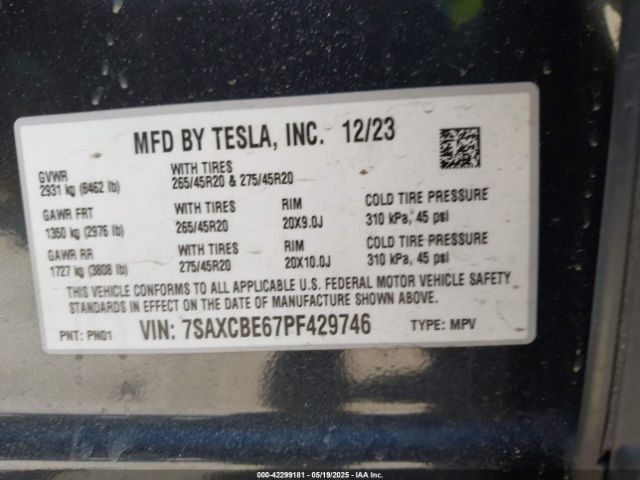 MFD BY TESLA, INC. 12/23
GVWR
2931 kg (6462 lb)
WITH TIRES
265/45R20 & 275/45R20
GAWR FRT
1350 kg (2976 lb)
WITH TIRES
265/45R20
RIM
20X9.0J
COLD TIRE PRESSURE
310 kPa, 45 psi
GAWR RR
1727 kg (3808 lb)
WITH TIRES
275/45R20
RIM
20X10.0J
COLD TIRE PRESSURE
310 kPa, 45 psi
THIS VEHICLE CONFORMS TO ALL APPLICABLE U.S. FEDERAL MOTOR VEHICLE SAFETY
STANDARDS IN EFFECT ON THE DATE OF MANUFACTURE SHOWN ABOVE.
PNT: PN01 VIN: 7SAXCBE67PF429746 TYPE: MPV
000-42299181 - 05/19/2025 - IAA Inc.